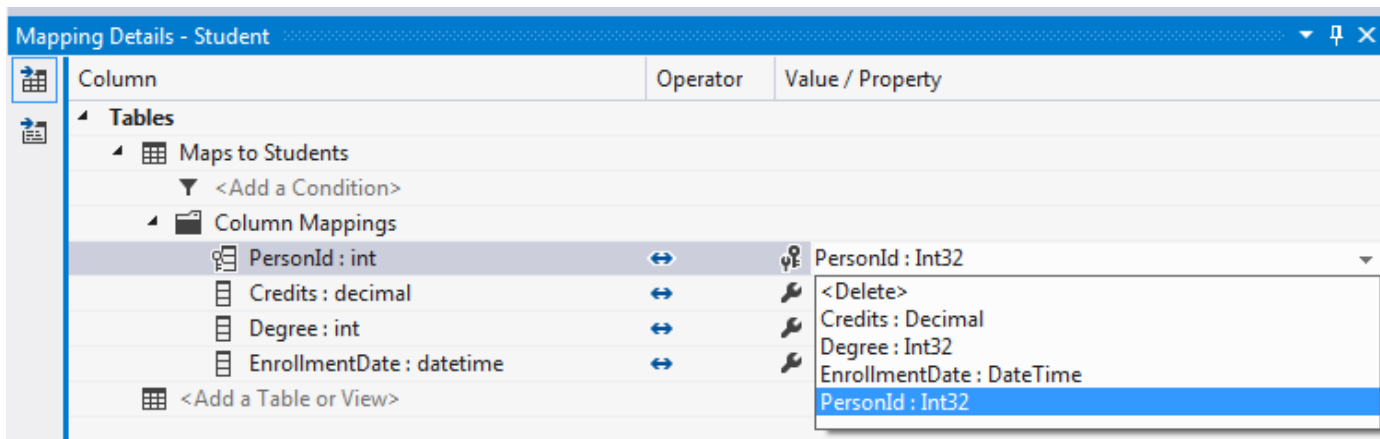 Mapping Details - Student
Column Operator Value / Property
Tables
Maps to Students
<Add a Condition>
Column Mappings
PersonId : int PersonId : Int32
Credits : decimal
Degree : int
EnrollmentDate : datetime
<Add a Table or View>
<Delete>
Credits : Decimal
Degree : Int32
EnrollmentDate : DateTime
PersonId : Int32